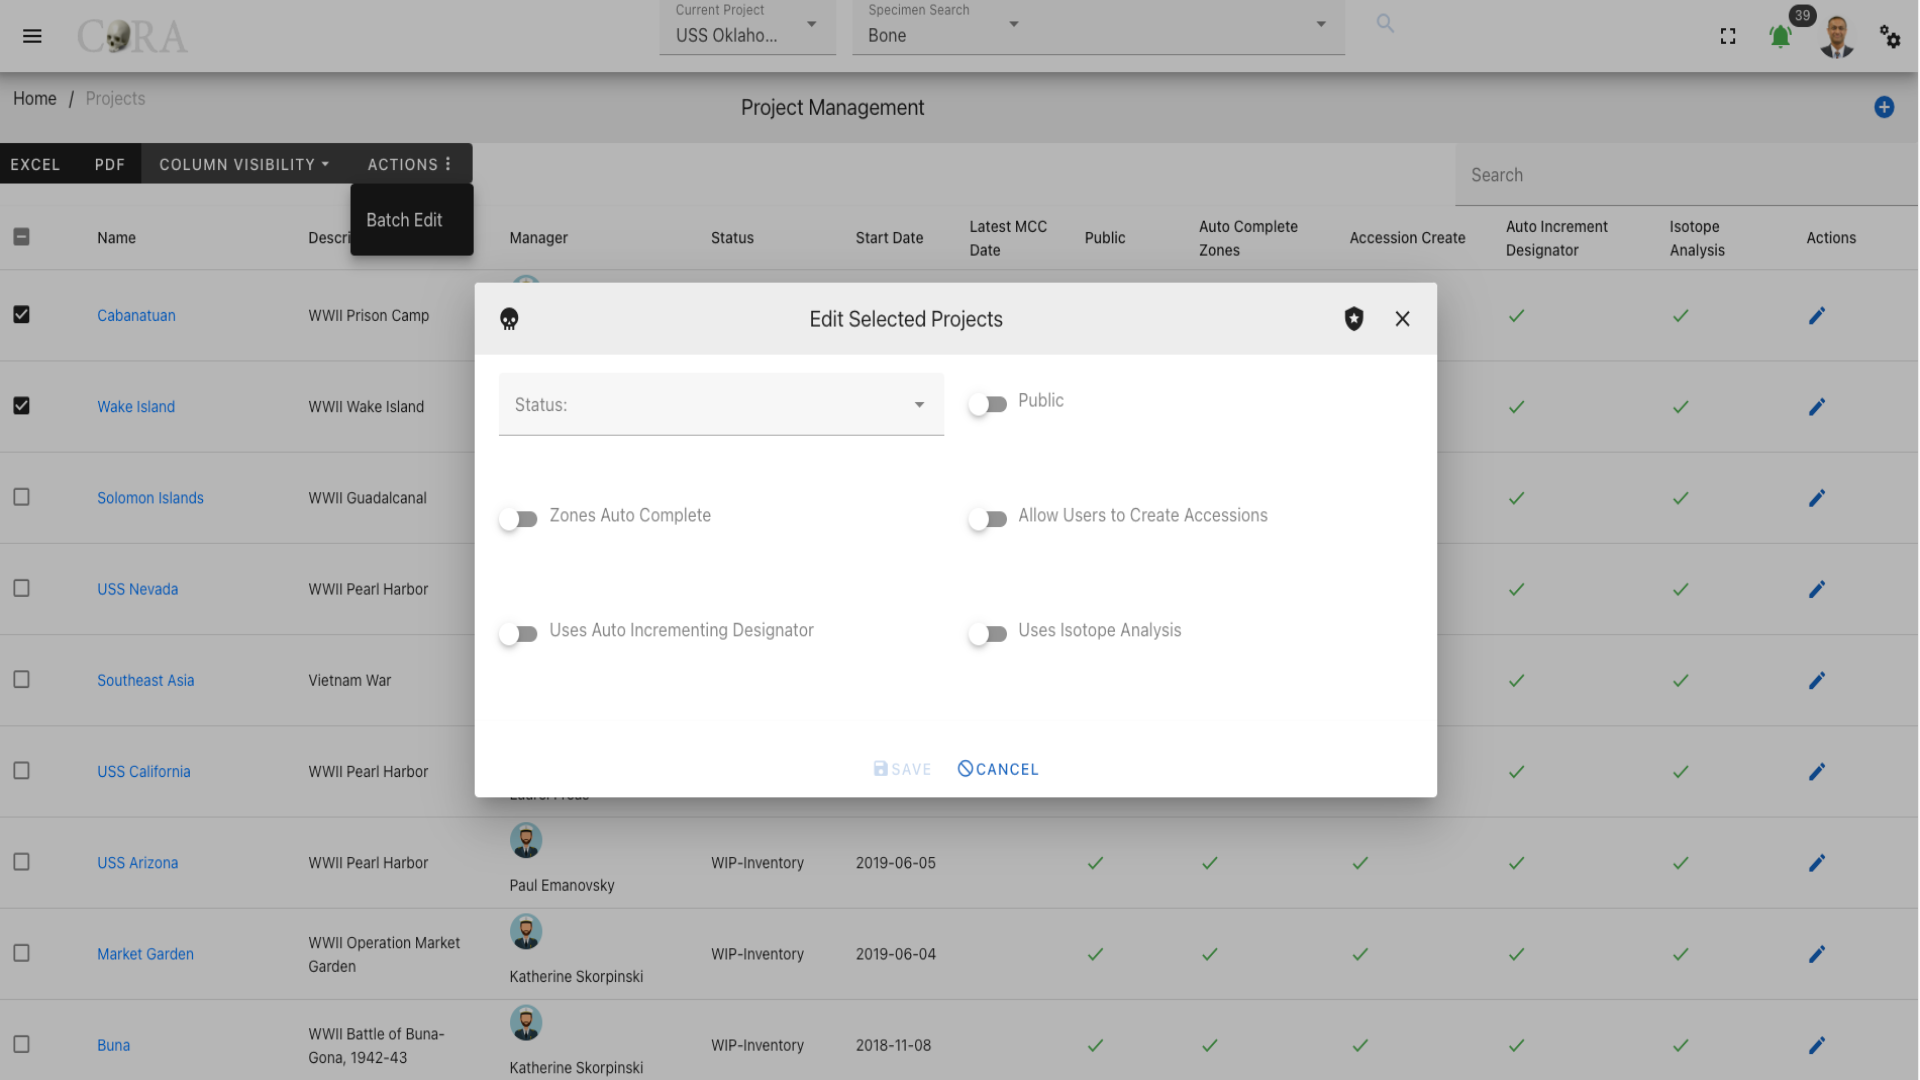 CORA
Current Project
USS Oklaho...
Specimen Search
Bone
39
Home / Projects
Project Management
EXCEL PDF COLUMN VISIBILITY ACTIONS
Search
Batch Edit
Name Descri Manager Status Start Date Latest MCC Date Public Auto Complete Zones Accession Create Auto Increment Designator Isotope Analysis Actions
Cabanatuan WWII Prison Camp
Edit Selected Projects
Status:
Public
Wake Island WWII Wake Island
Solomon Islands WWII Guadalcanal
Zones Auto Complete
Allow Users to Create Accessions
USS Nevada WWII Pearl Harbor
Uses Auto Incrementing Designator
Uses Isotope Analysis
Southeast Asia Vietnam War
USS California WWII Pearl Harbor
SAVE CANCEL
USS Arizona WWII Pearl Harbor Paul Emanovsky WIP-Inventory 2019-06-05
Market Garden WWII Operation Market Garden Katherine Skorpinski WIP-Inventory 2019-06-04
Buna WWII Battle of Buna-Gona, 1942-43 Katherine Skorpinski WIP-Inventory 2018-11-08